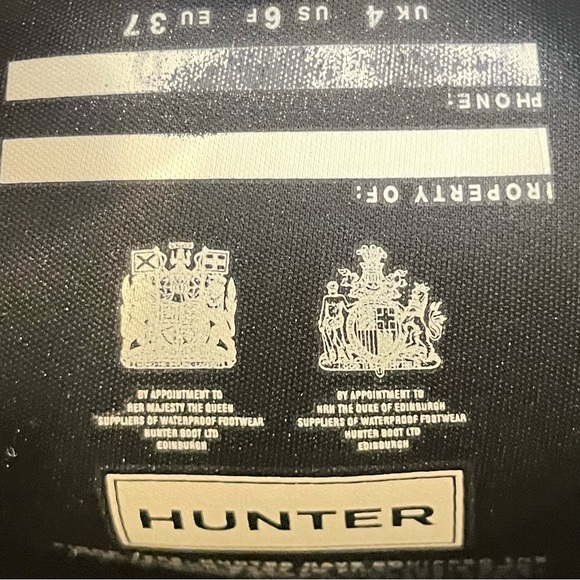 PROPERTY OF:
PHONE:
UK 4 US 6F EU 37
BY APPOINTMENT TO
HER MAJESTY THE QUEEN
SUPPLIERS OF WATERPROOF FOOTWEAR
HUNTER BOOT LTD
EDINBURGH
BY APPOINTMENT TO
HRH THE DUKE OF EDINBURGH
SUPPLIERS OF WATERPROOF FOOTWEAR
HUNTER BOOT LTD
EDINBURGH
HUNTER